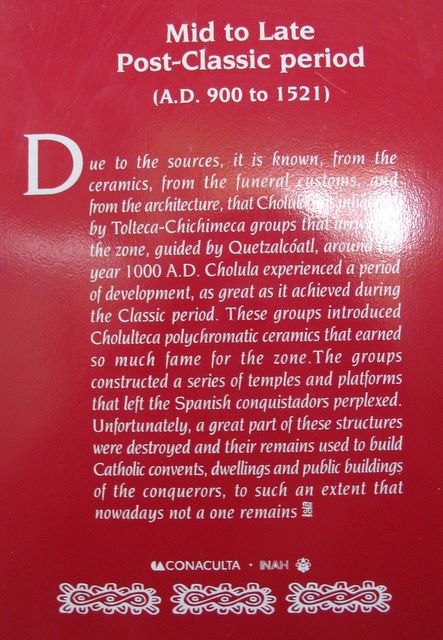 Mid to Late
Post-Classic period
(A.D. 900 to 1521)
Due to the sources, it is known, from the
ceramics, from the funeral customs, and
from the architecture, that
by Tolteca-Chichimeca groups that
the zone, guided by Quetzalcóatl, around the
year 1000 A.D. Cholula experienced a period
of development, as great as it achieved during
the Classic period. These groups introduced
Cholulteca polychromatic ceramics that earned
so much fame for the zone.The groups
constructed a series of temples and platforms
that left the Spanish conquistadors perplexed.
Unfortunately, a great part of these structures
were destroyed and their remains used to build
Catholic convents, dwellings and public buildings
of the conquerors, to such an extent that
nowadays not a one remains
CONACULTA · INAH